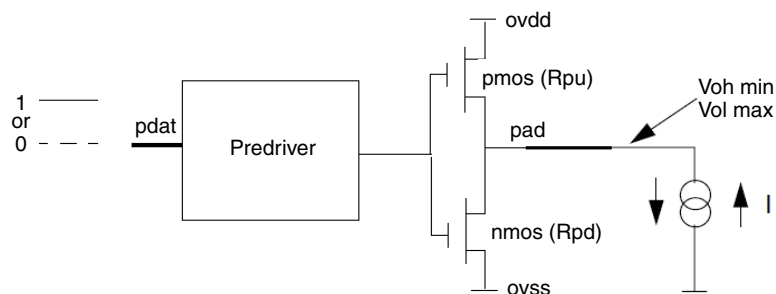 ovdd
pmos (Rpu)
Voh min
Vol max
1
or
0
pdat
Predriver
pad
I
nmos (Rpd)
ovss